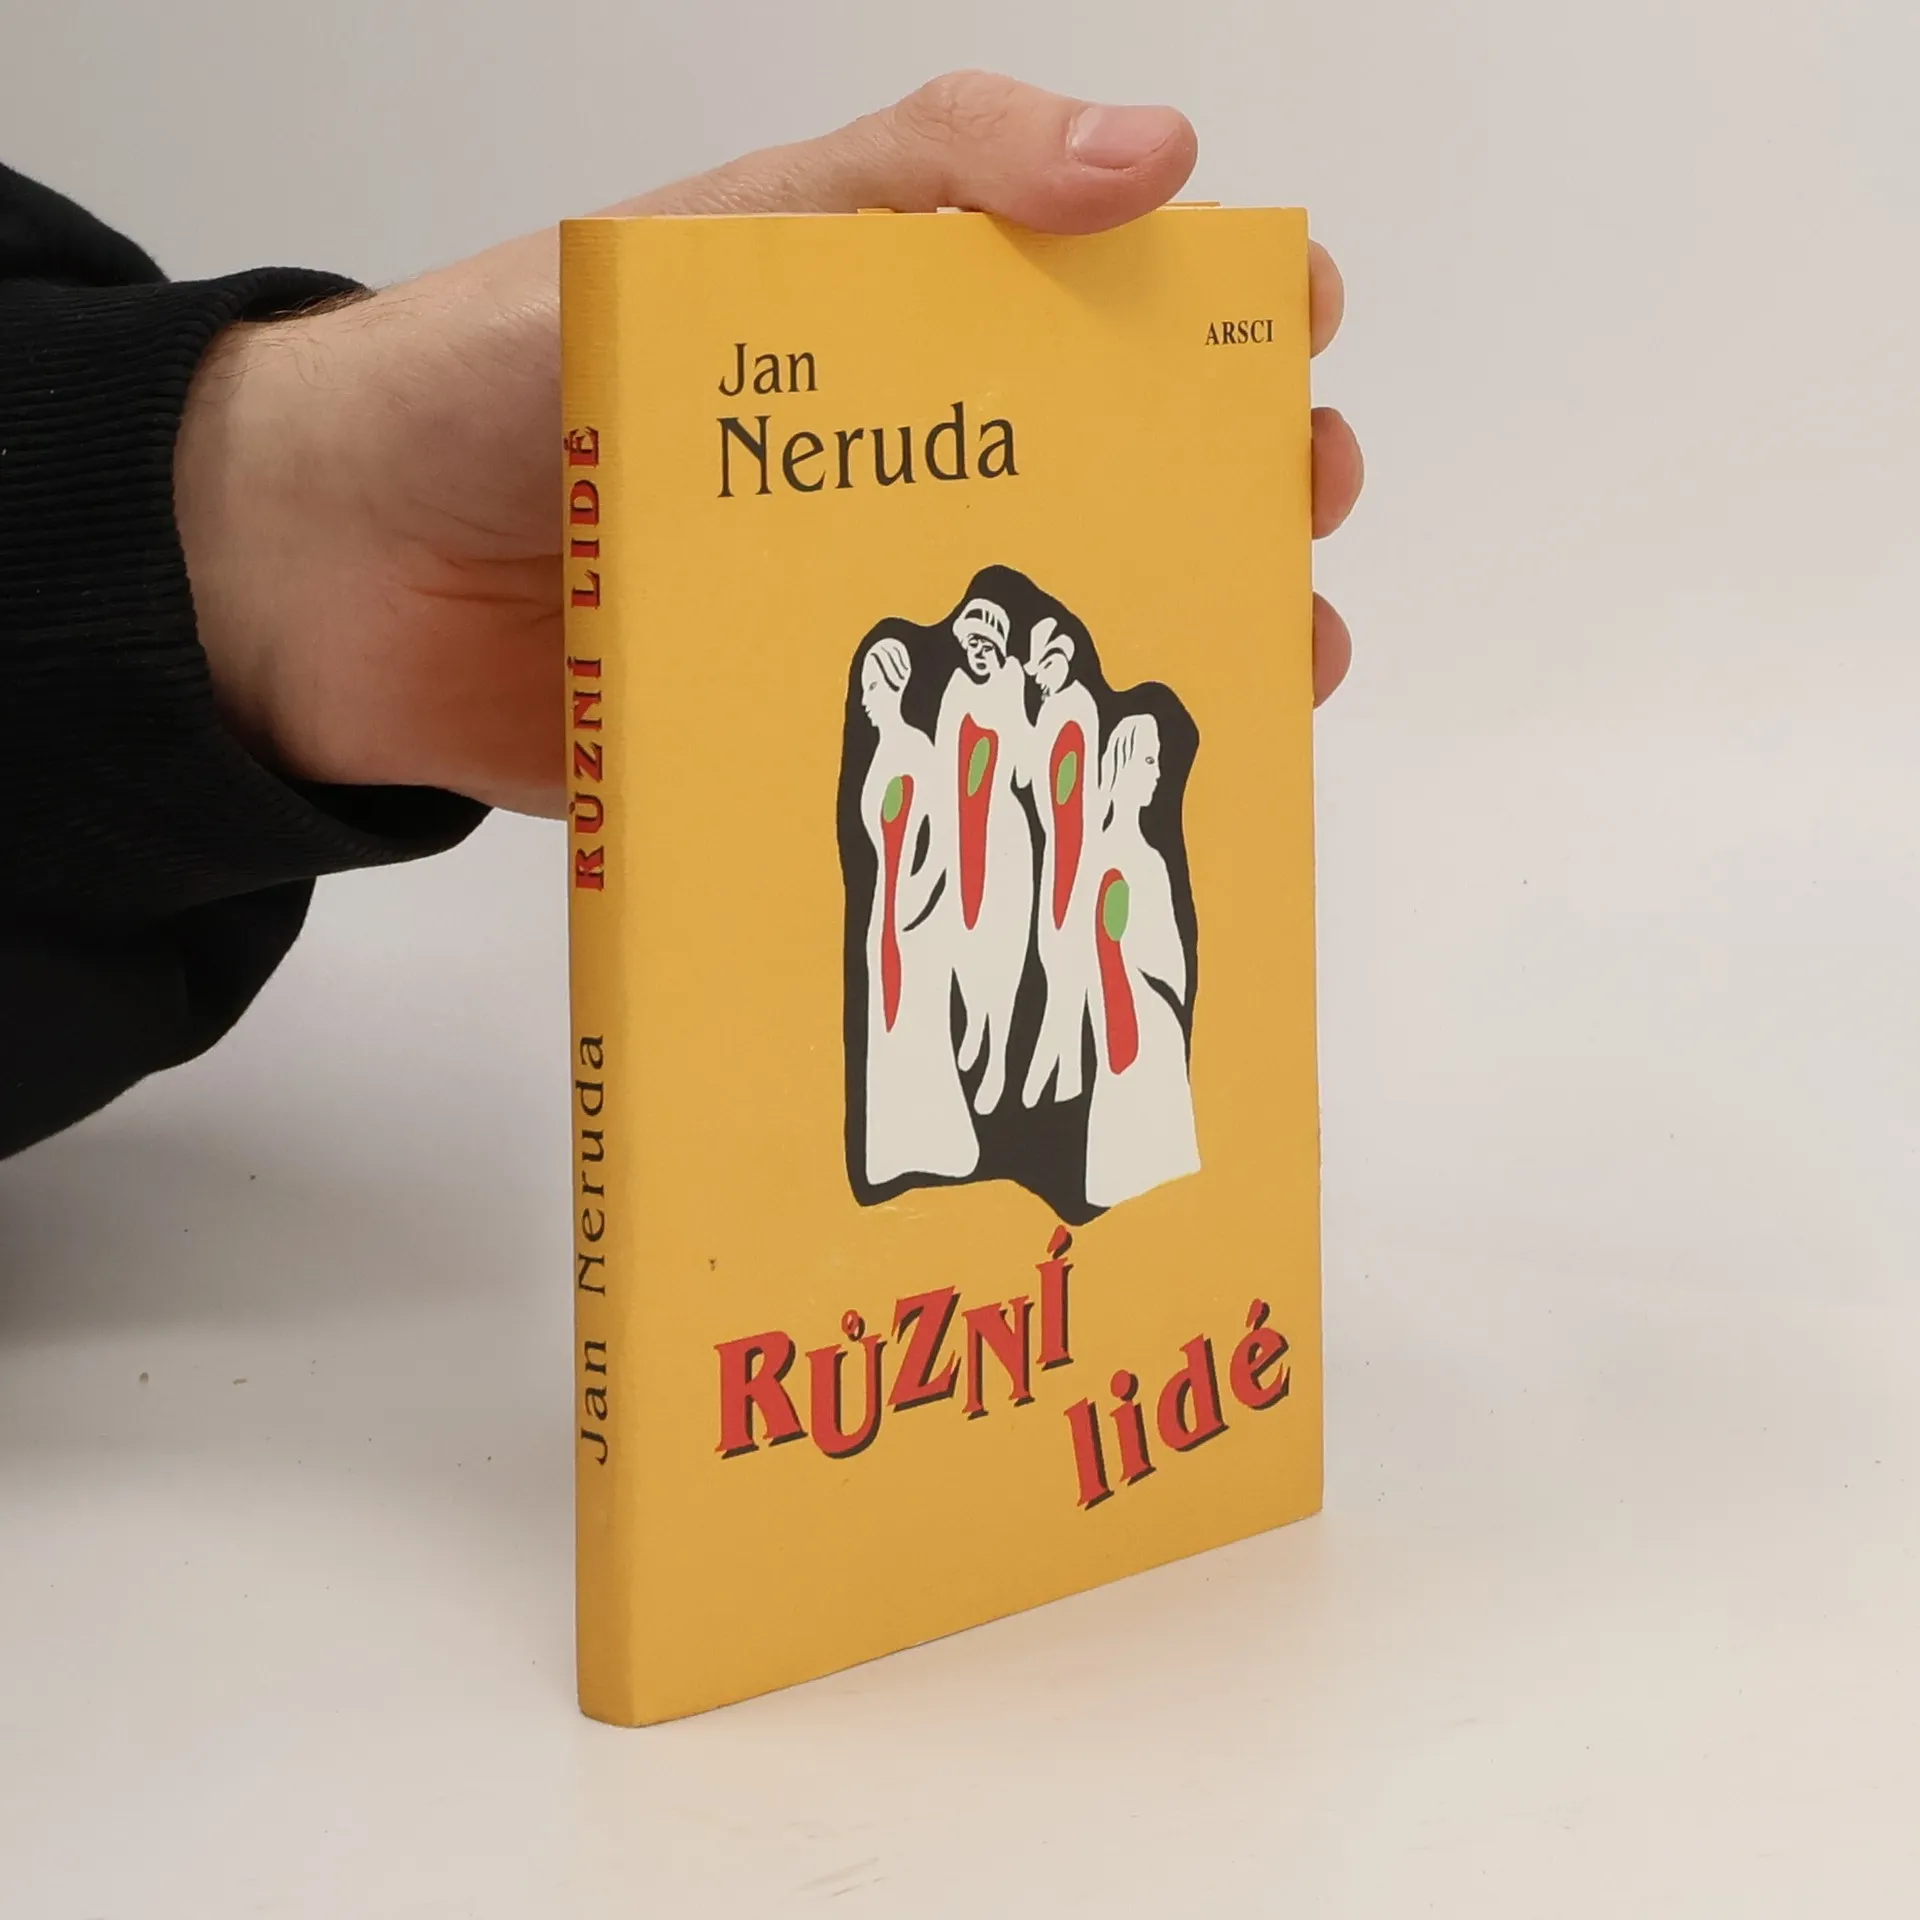 ARSCI
Jan
Neruda
RŮZNÍ
lidé
Jan Neruda RŮZNÍ LIDÉ